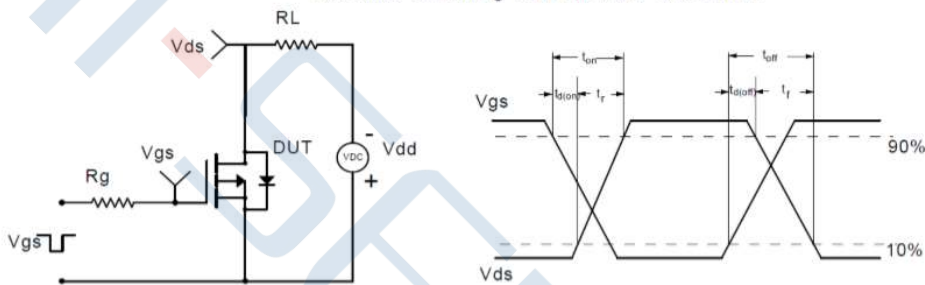 RL
Vds
Vgs
DUT
Rg
VDC
-
Vdd
+
Vgs
ton
toff
td(on)
tr
td(off)
tf
Vgs
90%
10%
Vds